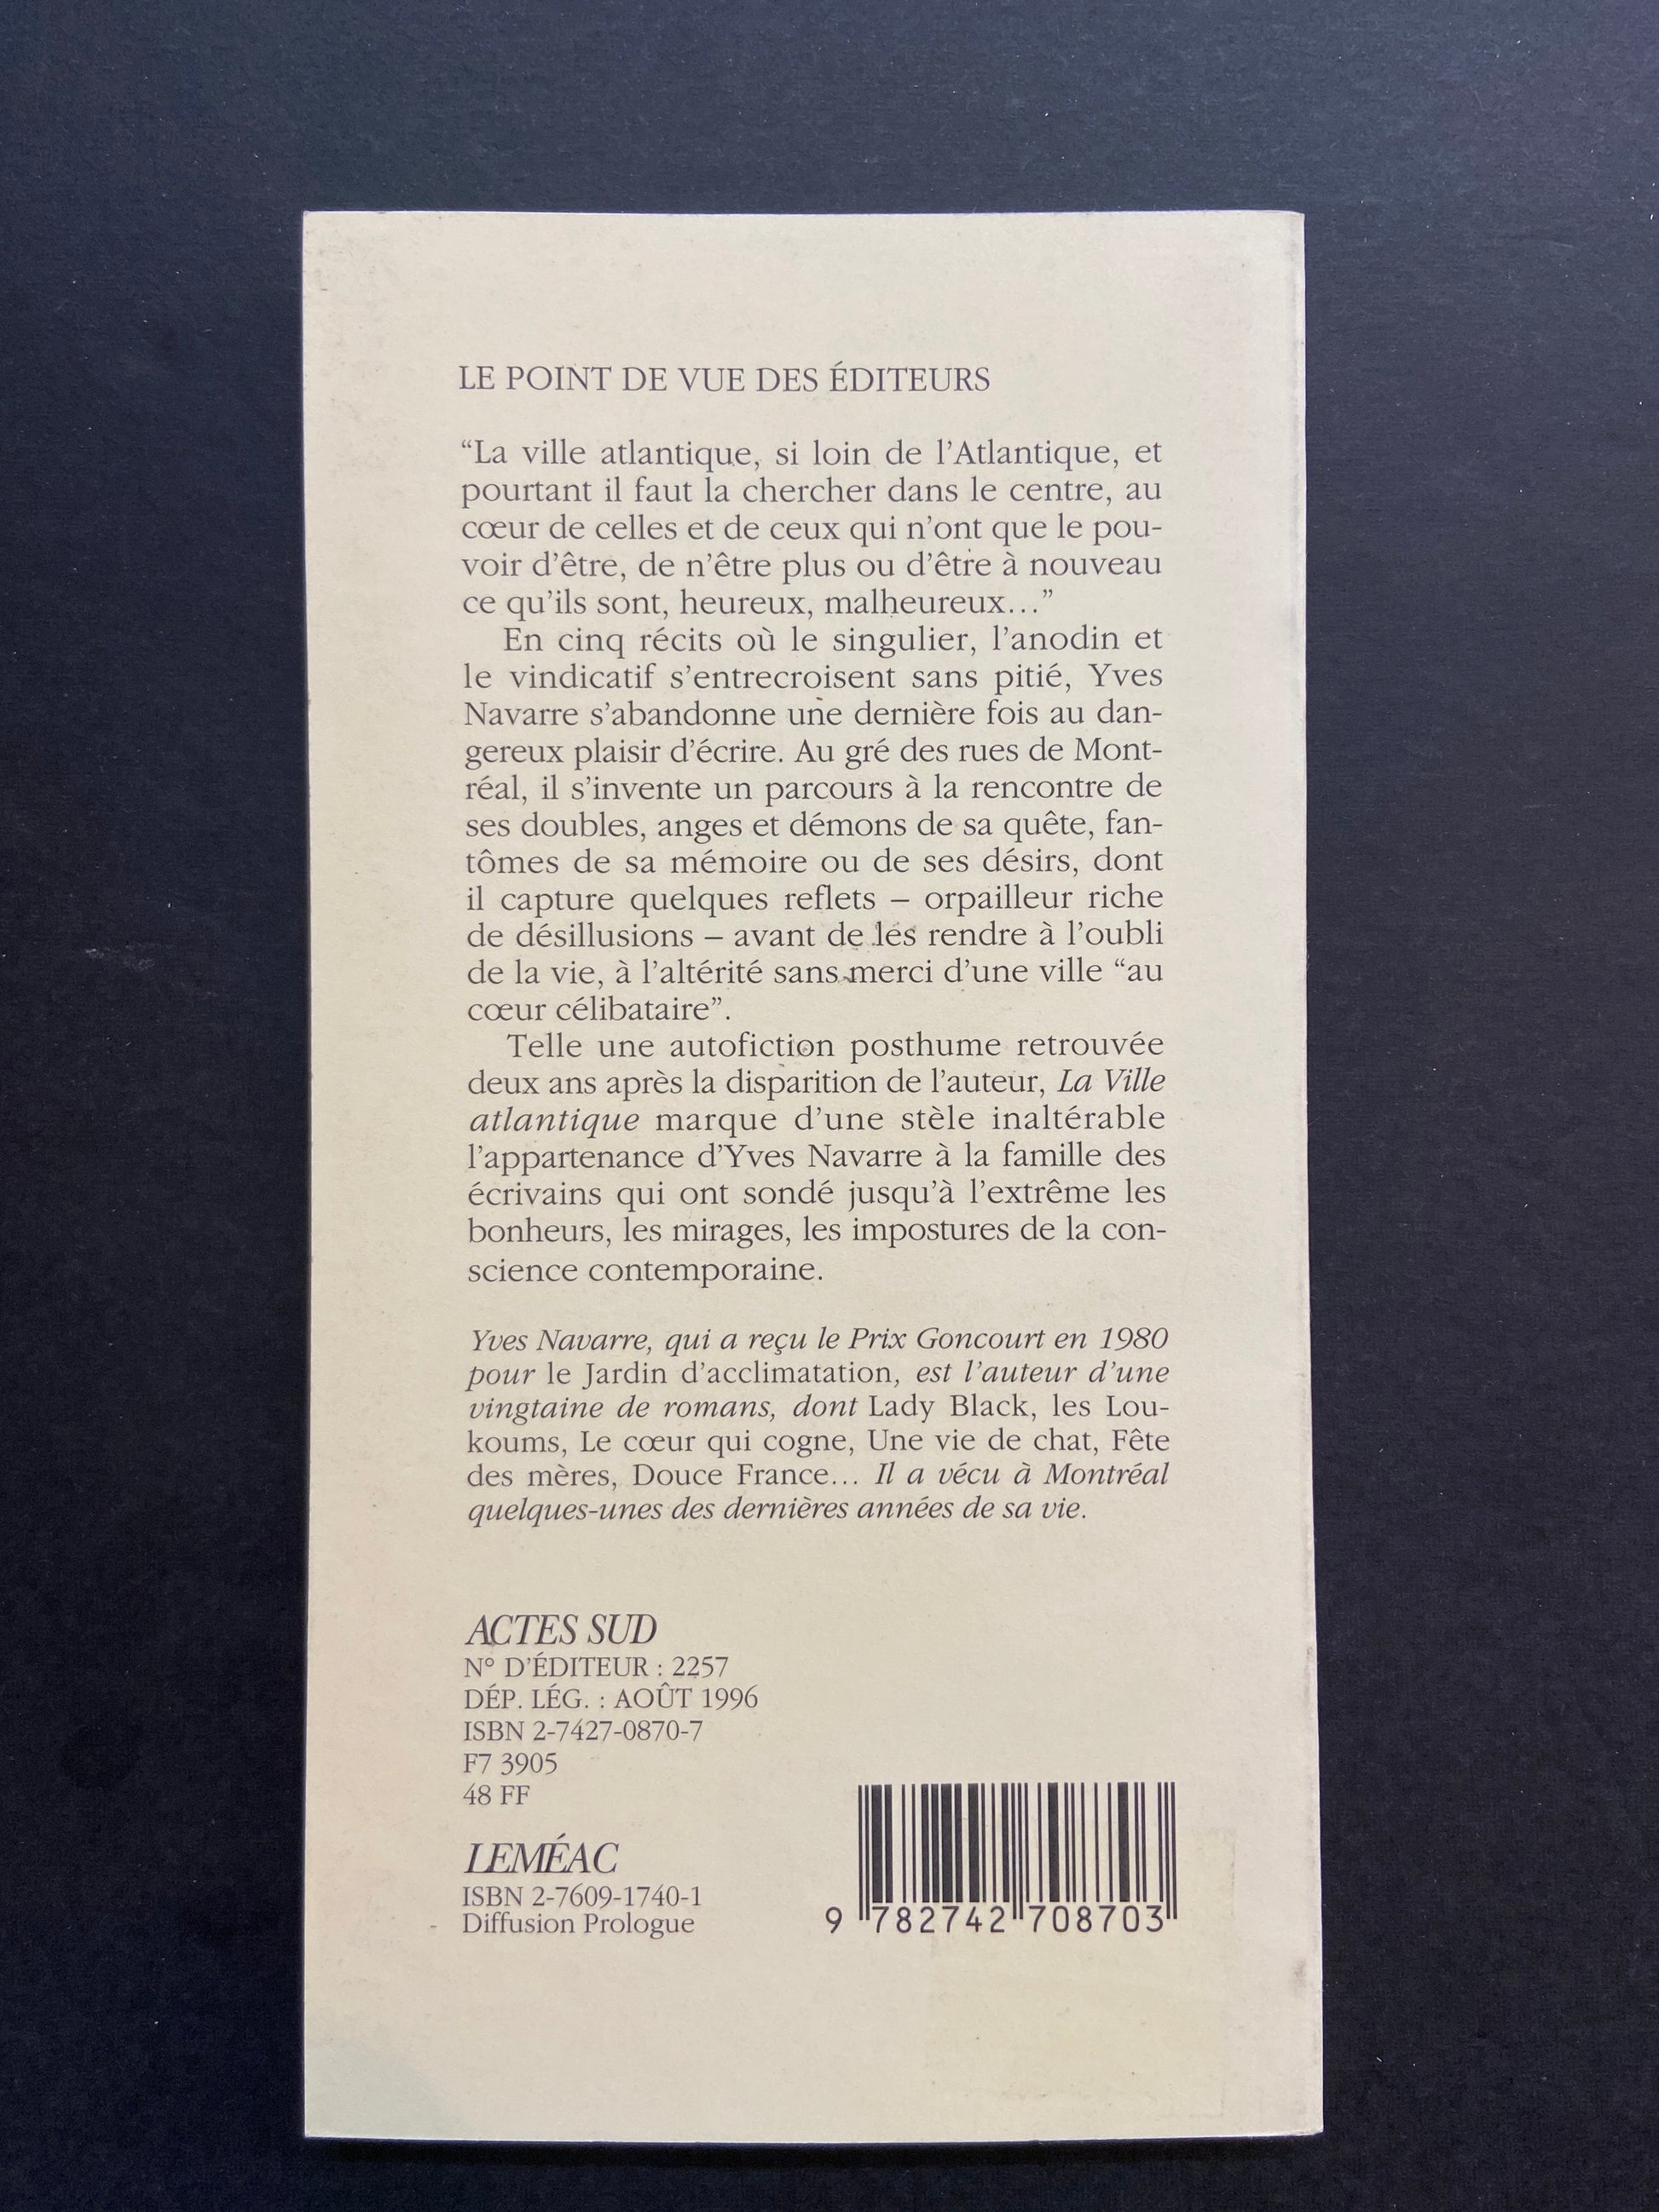 LE POINT DE VUE DES ÉDITEURS
“La ville atlantique, si loin de l’Atlantique, et
pourtant il faut la chercher dans le centre, au
cœur de celles et de ceux qui n’ont que le pou-
voir d’être, de n’être plus ou d’être à nouveau
ce qu’ils sont, heureux, malheureux…”
En cinq récits où le singulier, l’anodin et
le vindicatif s’entrecroisent sans pitié, Yves
Navarre s’abandonne une dernière fois au dan-
gereux plaisir d’écrire. Au gré des rues de Mont-
réal, il s’invente un parcours à la rencontre de
ses doubles, anges et démons de sa quête, fan-
tômes de sa mémoire ou de ses désirs, dont
il capture quelques reflets – orpailleur riche
de désillusions – avant de les rendre à l’oubli
de la vie, à l’altérité sans merci d’une ville “au
cœur célibataire”.
Telle une autofiction posthume retrouvée
deux ans après la disparition de l’auteur, La Ville
atlantique marque d’une stèle inaltérable
l’appartenance d’Yves Navarre à la famille des
écrivains qui ont sondé jusqu’à l’extrême les
bonheurs, les mirages, les impostures de la con-
science contemporaine.
Yves Navarre, qui a reçu le Prix Goncourt en 1980
pour le Jardin d’acclimatation, est l’auteur d’une
vingtaine de romans, dont Lady Black, les Lou-
koums, Le cœur qui cogne, Une vie de chat, Fête
des mères, Douce France… Il a vécu à Montréal
quelques-unes des dernières années de sa vie.
ACTES SUD
N° D’ÉDITEUR : 2257
DÉP. LÉG. : AOÛT 1996
ISBN 2-7427-0870-7
F7 3905
48 FF
LEMÉAC
ISBN 2-7609-1740-1
Diffusion Prologue
9 782742 708703